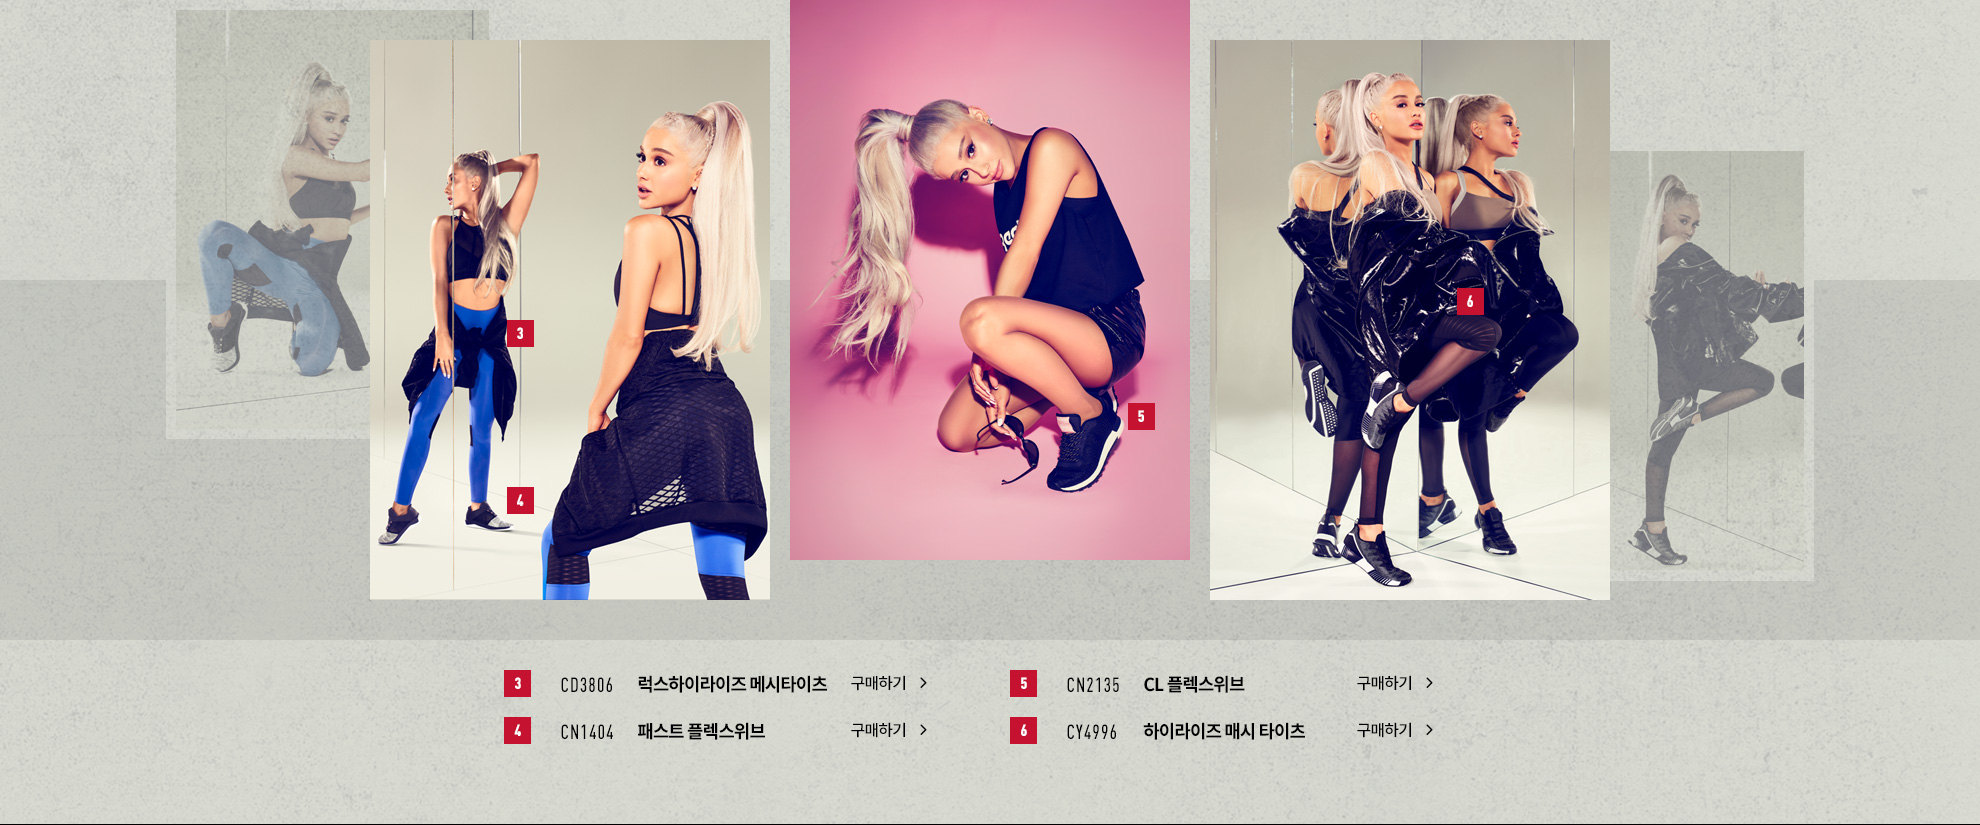 3
4
5
6
3 CD3806 럭스하이라이즈 메시타이츠 구매하기 >
4 CN1404 패스트 플렉스위브 구매하기 >
5 CN2135 CL 플렉스위브 구매하기 >
6 CY4996 하이라이즈 매시 타이츠 구매하기 >